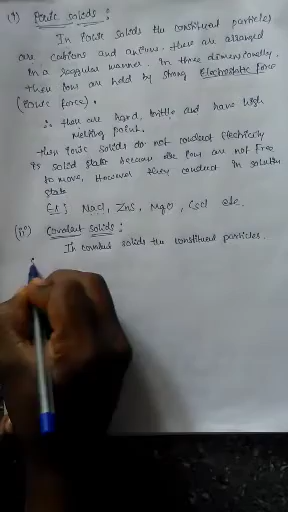 (i) Ionic solids :
In Ionic solids the constituent particles
are cations and anions. these are arranged
in a regular manner. in three dimensionally.
these ions are held by strong Electrostatic force
(Ionic force).
∴ they are Hard, brittle and have high
melting point.
→ these ionic solids do not conduct Electricity
in solid state because the ions are not free
to move, However they conduct in solution
state
Ex: Nacl, Zns, Mgo, Cscl etc.
(ii) Covalent solids :
In covalent solids the constituent particles.